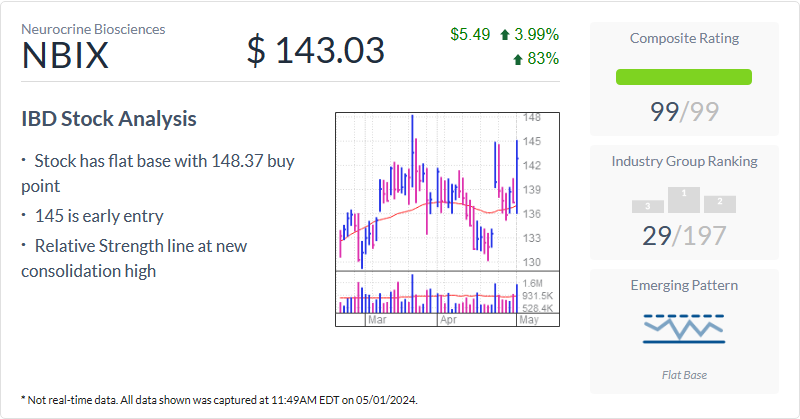 Neurocrine Biosciences
NBIX
$ 143.03
$5.49 3.99%
83%
IBD Stock Analysis
· Stock has flat base with 148.37 buy
point
· 145 is early entry
· Relative Strength line at new
consolidation high
148
145
142
139
136
133
130
1.6M
931.5K
528.4K
Mar Apr May
Composite Rating
99/99
Industry Group Ranking
3 1 2
29/197
Emerging Pattern
Flat Base
* Not real-time data. All data shown was captured at 11:49AM EDT on 05/01/2024.